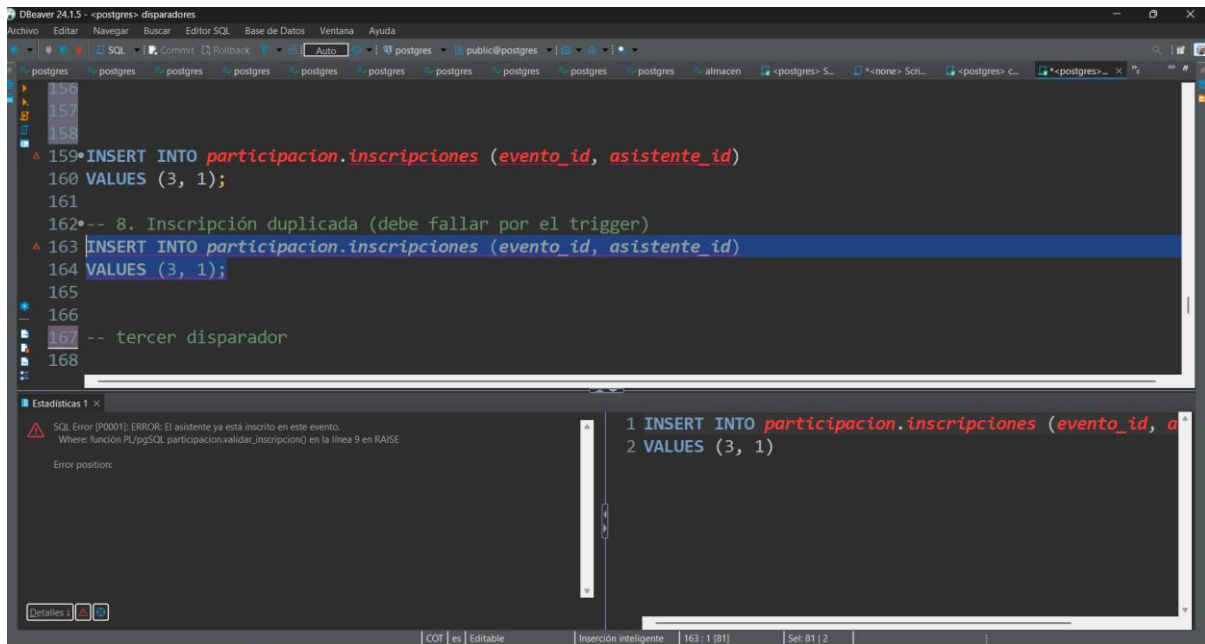 DBeaver 24.1.5 - <postgres> disparadores
Archivo Editar Navegar Buscar Editor SQL Base de Datos Ventana Ayuda
SQL Commit Rollback Auto postgres public@postgres
postgres postgres postgres postgres postgres postgres postgres postgres postgres postgres almacen <postgres> S... *<none> Scri... <postgres> c... *<postgres>...
156
157
158
159 INSERT INTO participacion.inscripciones (evento_id, asistente_id)
160 VALUES (3, 1);
161
162 -- 8. Inscripción duplicada (debe fallar por el trigger)
163 INSERT INTO participacion.inscripciones (evento_id, asistente_id)
164 VALUES (3, 1);
165
166
167 -- tercer disparador
168
Estadísticas 1
SQL Error [P0001]: ERROR: El asistente ya está inscrito en este evento.
Where: función PL/pgSQL participacion.validar_inscripcion() en la línea 9 en RAISE
Error position:
1 INSERT INTO participacion.inscripciones (evento_id, a
2 VALUES (3, 1)
Detalles
COT es Editable Inserción inteligente 163 : 1 [81] Sel: 81 | 2